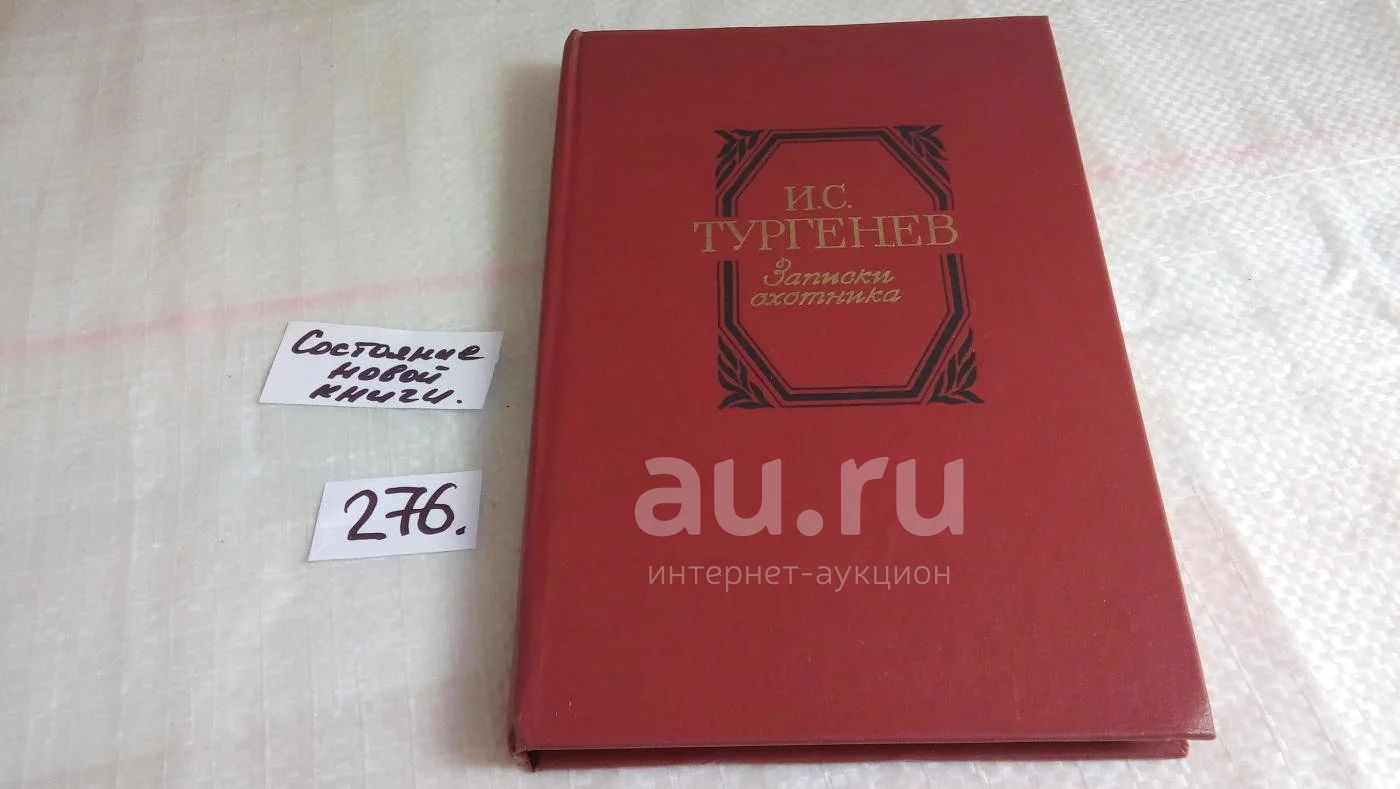 И.С.
ТУРГЕНЕВ
Записки
охотника
Состояние
новой
книги.
276.
au.ru
интернет-аукцион